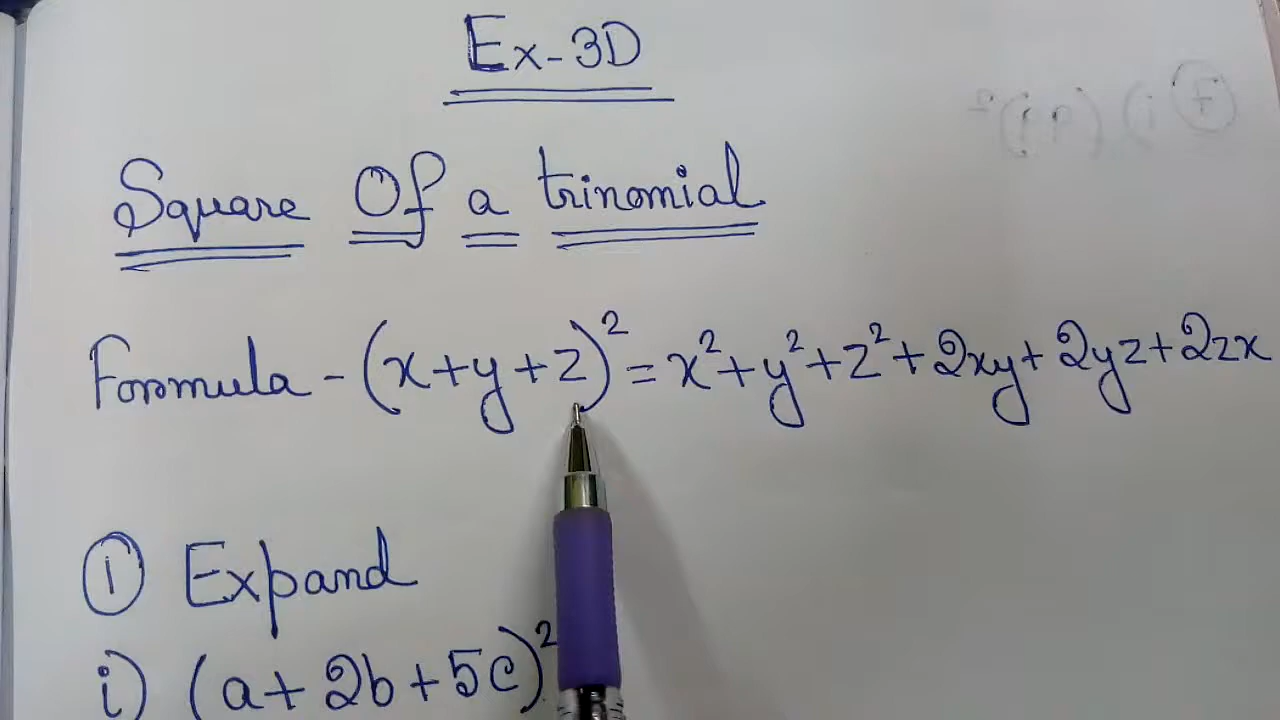 Ex-3D
Square Of a trinomial
Formula - (x+y+z)² = x²+y²+z²+2xy+2yz+2zx
① Expand
i) (a+2b+5c)²